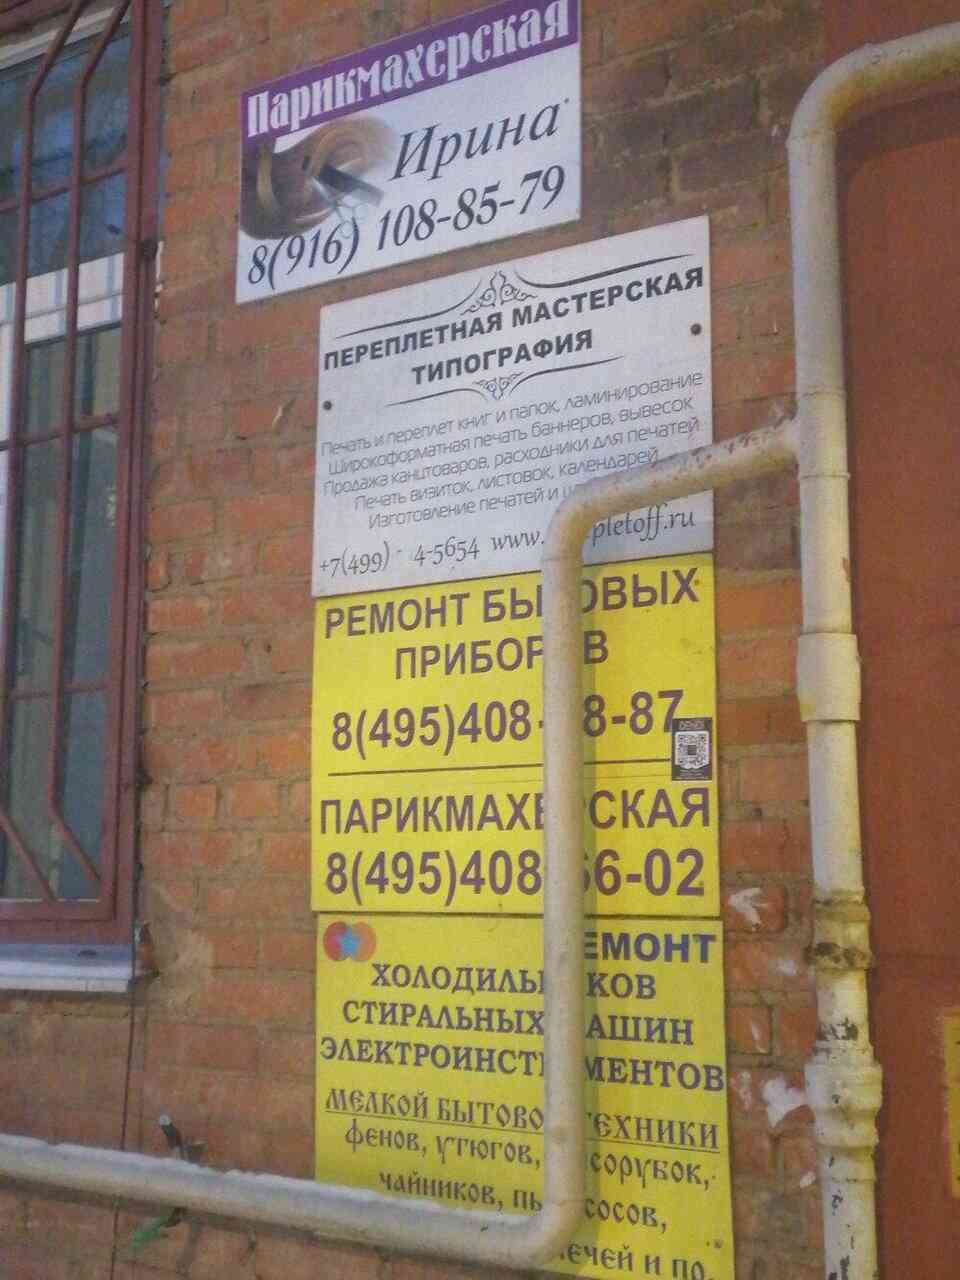 Парикмахерская
Ирина
8(916) 108-85-79
ПЕРЕПЛЕТНАЯ МАСТЕРСКАЯ
ТИПОГРАФИЯ
Печать и переплет книг и папок, ламинирование
Широкоформатная печать баннеров, вывесок
Продажа канцтоваров, расходники для печатей
Печать визиток, листовок, календарей
Изготовление печатей и
+7(499) 4-5654 www. pletoff.ru
РЕМОНТ БЫ ОВЫХ
ПРИБОР В
8(495)408- 8-87
ПАРИКМАХЕ СКАЯ
8(495)408 66-02
ЕМОНТ
ХОЛОДИЛЬ КОВ
СТИРАЛЬНЫХ АШИН
ЭЛЕКТРОИНСТ МЕНТОВ
МЕЛКОЙ БЫТОВО ТЕХНИКИ
ФЕНОВ, УТЮГОВ, СОРУБОК,
ЧАЙНИКОВ, ПЫ СОСОВ,
ЕЧЕЙ И ПО